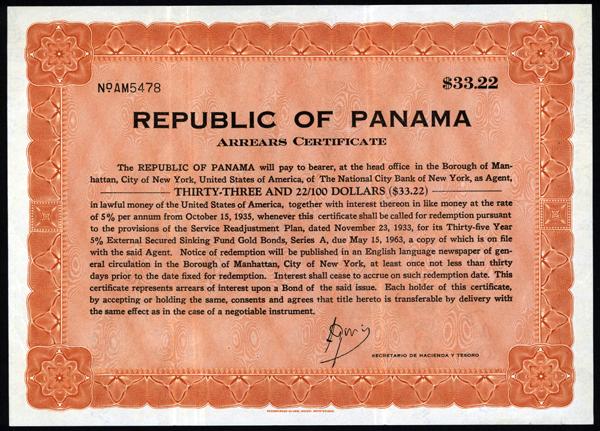 NºAM5478
$33.22
REPUBLIC OF PANAMA
ARREARS CERTIFICATE
The REPUBLIC OF PANAMA will pay to bearer, at the head office in the Borough of Man-
hattan, City of New York, United States of America, of The National City Bank of New York, as Agent,
THIRTY-THREE AND 22/100 DOLLARS ($33.22)
in lawful money of the United States of America, together with interest thereon in like money at the rate
of 5% per annum from October 15, 1935, whenever this certificate shall be called for redemption pursuant
to the provisions of the Service Readjustment Plan, dated November 23, 1933, for its Thirty-five Year
5% External Secured Sinking Fund Gold Bonds, Series A, due May 15, 1963, a copy of which is on file
with the said Agent. Notice of redemption will be published in an English language newspaper of gen-
eral circulation in the Borough of Manhattan, City of New York, at least once not less than thirty
days prior to the date fixed for redemption. Interest shall cease to accrue on such redemption date. This
certificate represents arrears of interest upon a Bond of the said issue. Each holder of this certificate,
by accepting or holding the same, consents and agrees that title hereto is transferable by delivery with
the same effect as in the case of a negotiable instrument.
SECRETARIO DE HACIENDA Y TESORO